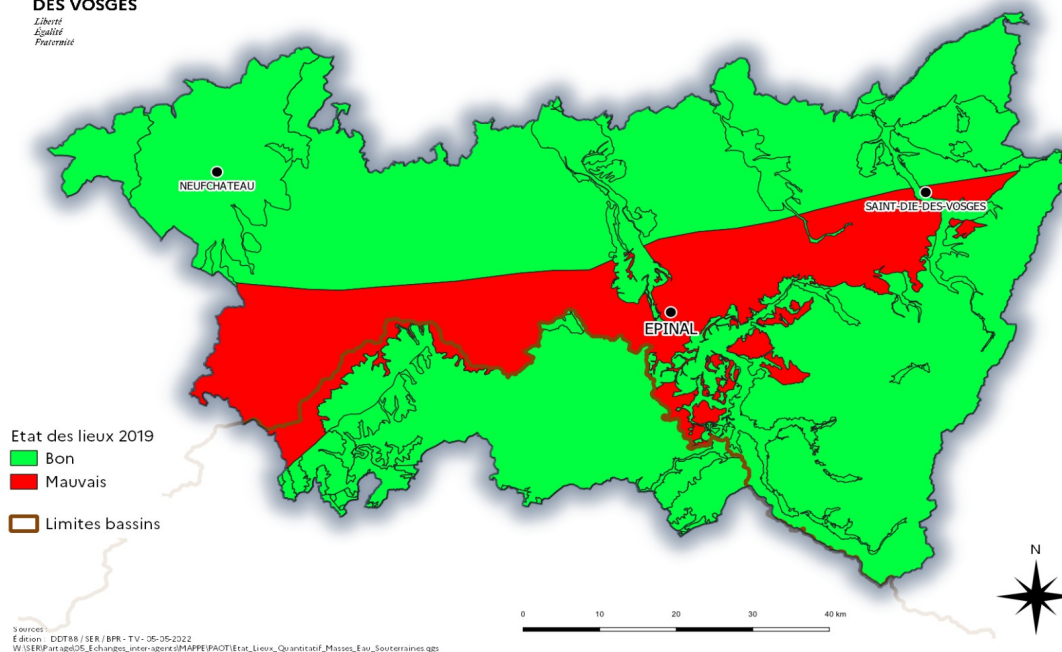 DES VOSGES
Liberté
Égalité
Fraternité
NEUFCHATEAU
SAINT-DIE-DES-VOSGES
EPINAL
Etat des lieux 2019
Bon
Mauvais
Limites bassins
N
0 10 20 30 40 km
Sources :
Édition : DDT88 / SER / BPR - TV - 05-05-2022
W:\SER\Partage\05_Echanges_inter-agents\MAPPE\PAOT\Etat_Lieux_Quantitatif_Masses_Eau_Souterraines.qgs